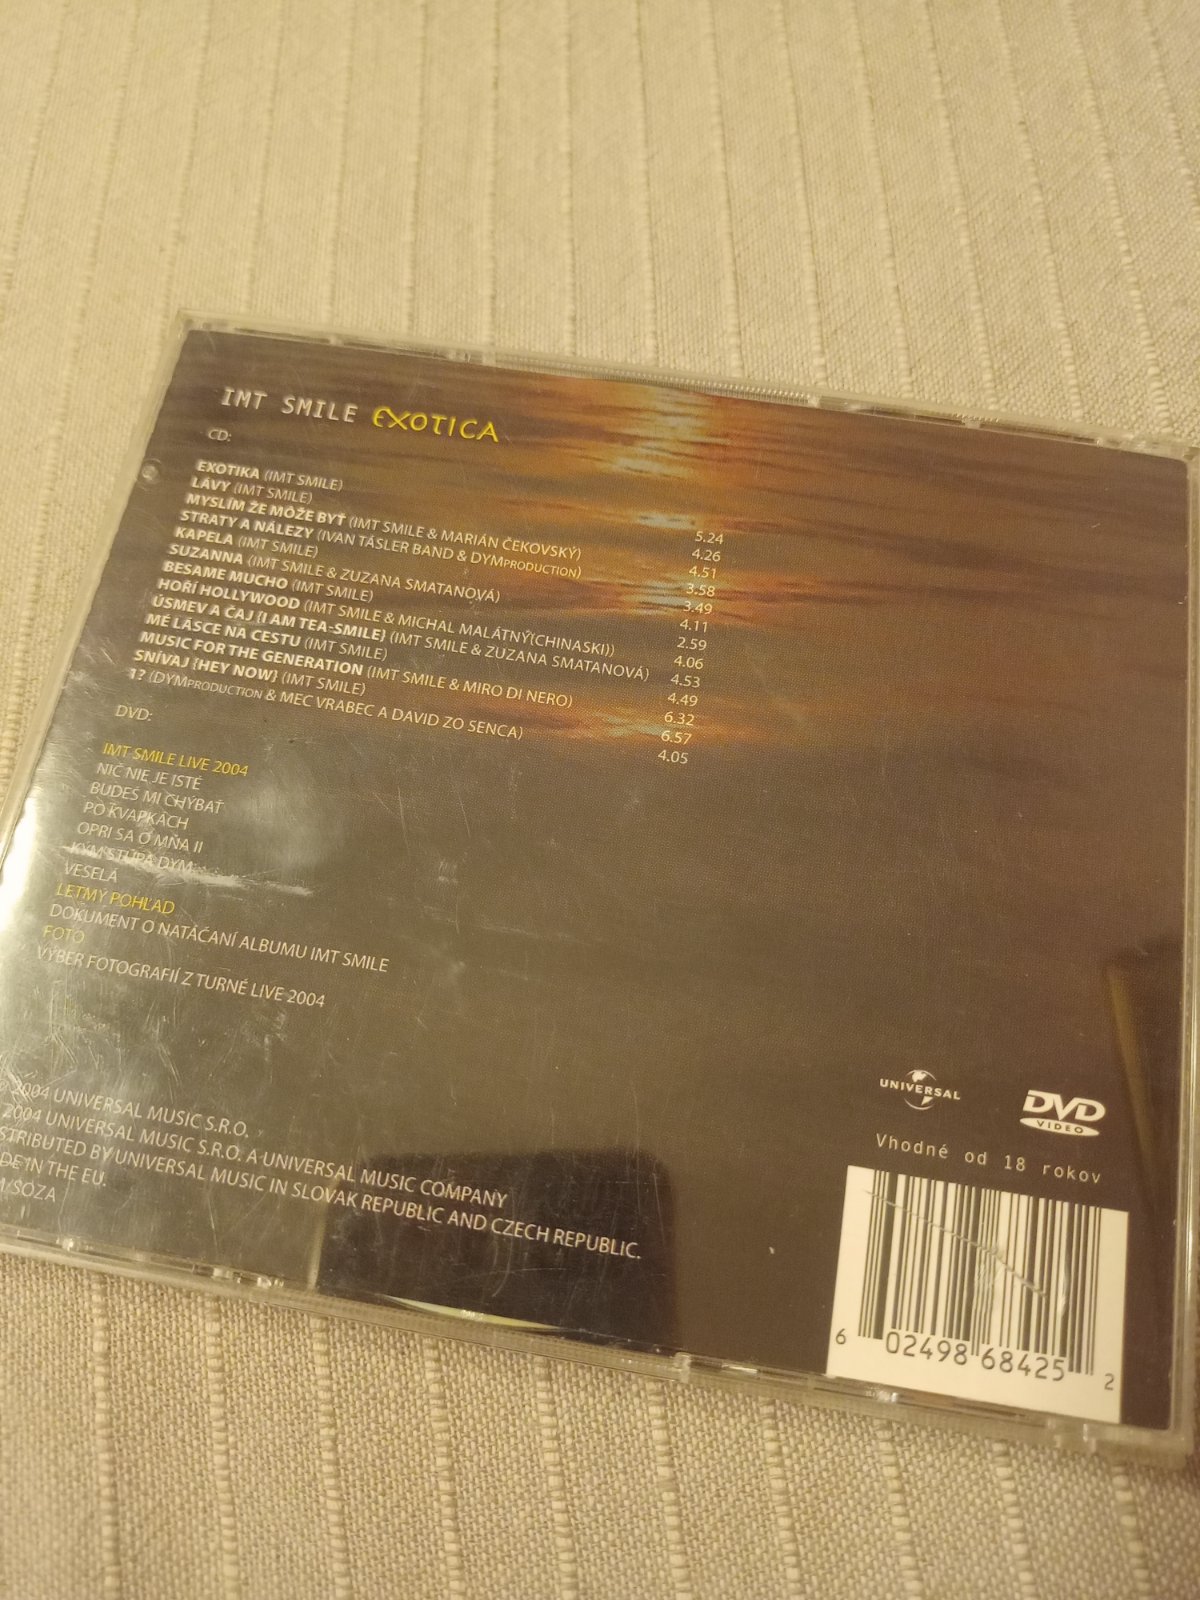 IMT SMILE EXOTICA
CD:
EXOTIKA (IMT SMILE) 5.24
LÁVY (IMT SMILE) 4.26
MYSLÍM ŽE MÔŽE BYŤ (IMT SMILE & MARIÁN ČEKOVSKÝ) 4.51
STRATY A NÁLEZY (IVAN TÁSLER BAND & DYMPRODUCTION) 3.58
KAPELA (IMT SMILE) 3.49
SUZANNA (IMT SMILE & ZUZANA SMATANOVÁ) 4.11
BESAME MUCHO (IMT SMILE) 2.59
HOŘÍ HOLLYWOOD (IMT SMILE & MICHAL MALÁTNÝ(CHINASKI)) 4.06
ÚSMEV A ČAJ {I AM TEA-SMILE} (IMT SMILE & ZUZANA SMATANOVÁ) 4.53
MÉ LÁSCE NA CESTU (IMT SMILE) 4.49
MUSIC FOR THE GENERATION (IMT SMILE & MIRO DI NERO) 6.32
SNÍVAJ {HEY NOW} (IMT SMILE) 6.57
1? (DYMPRODUCTION & MEC VRABEC A DAVID ZO SENCA) 4.05
DVD:
IMT SMILE LIVE 2004
NIČ NIE JE ISTÉ
BUDEŠ MI CHÝBAŤ
PO KVAPKÁCH
OPRI SA O MŇA II
KÝM STÚPA DYM
VESELÁ
LETMÝ POHĽAD
DOKUMENT O NATÁČANÍ ALBUMU IMT SMILE
FOTO
VÝBER FOTOGRAFIÍ Z TURNÉ LIVE 2004
2004 UNIVERSAL MUSIC S.R.O.
2004 UNIVERSAL MUSIC S.R.O. A UNIVERSAL MUSIC COMPANY
STRIBUTED BY UNIVERSAL MUSIC IN SLOVAK REPUBLIC AND CZECH REPUBLIC.
DE IN THE EU.
/SOZA
UNIVERSAL
DVD
VIDEO
Vhodné od 18 rokov
6 02498 68425 2